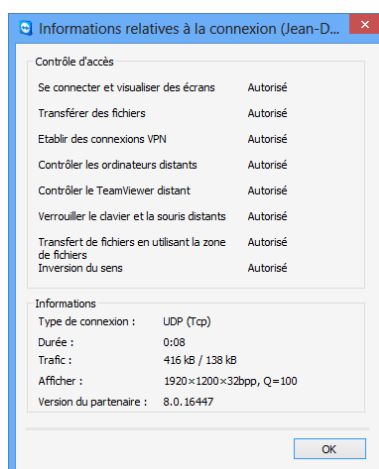 Informations relatives à la connexion (Jean-D...
Contrôle d'accès
Se connecter et visualiser des écrans Autorisé
Transférer des fichiers Autorisé
Etablir des connexions VPN Autorisé
Contrôler les ordinateurs distants Autorisé
Contrôler le TeamViewer distant Autorisé
Verrouiller le clavier et la souris distants Autorisé
Transfert de fichiers en utilisant la zone Autorisé
de fichiers
Inversion du sens Autorisé
Informations
Type de connexion : UDP (Tcp)
Durée : 0:08
Trafic : 416 kB / 138 kB
Afficher : 1920×1200×32bpp, Q=100
Version du partenaire : 8.0.16447
OK